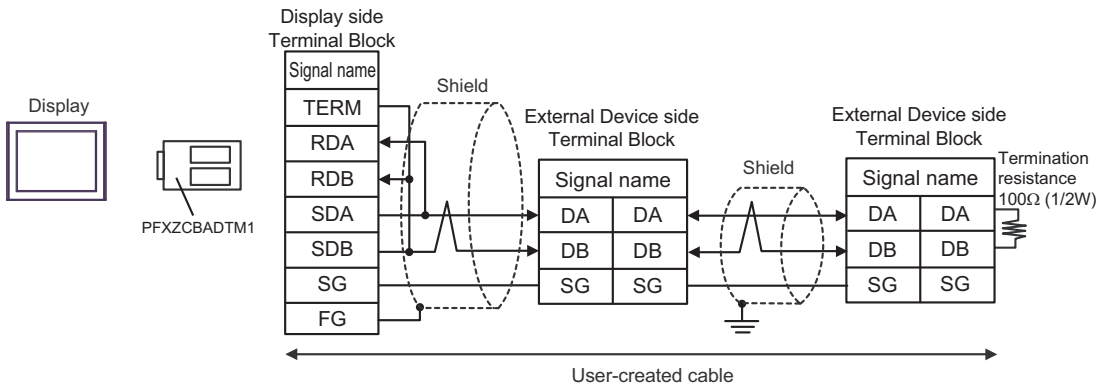 Display
PFXZCBADTM1
Display side
Terminal Block
Signal name
TERM
RDA
RDB
SDA
SDB
SG
FG
Shield
External Device side
Terminal Block
Signal name
DA DA
DB DB
SG SG
Shield
External Device side
Terminal Block
Signal name
DA DA
DB DB
SG SG
Termination
resistance
100Ω (1/2W)
User-created cable